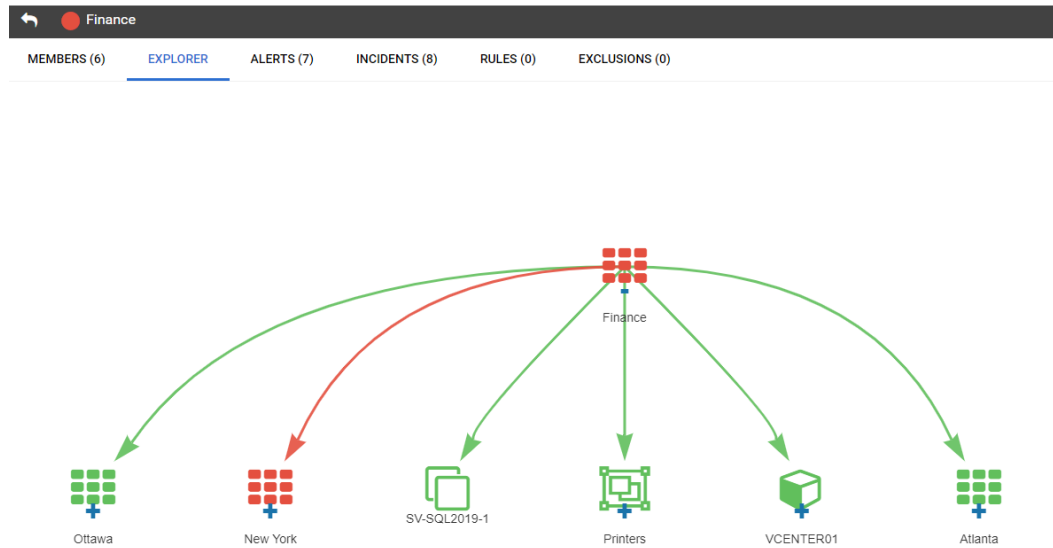 Finance
MEMBERS (6) EXPLORER ALERTS (7) INCIDENTS (8) RULES (0) EXCLUSIONS (0)
Finance
SV-SQL2019-1
Ottawa New York Printers VCENTER01 Atlanta